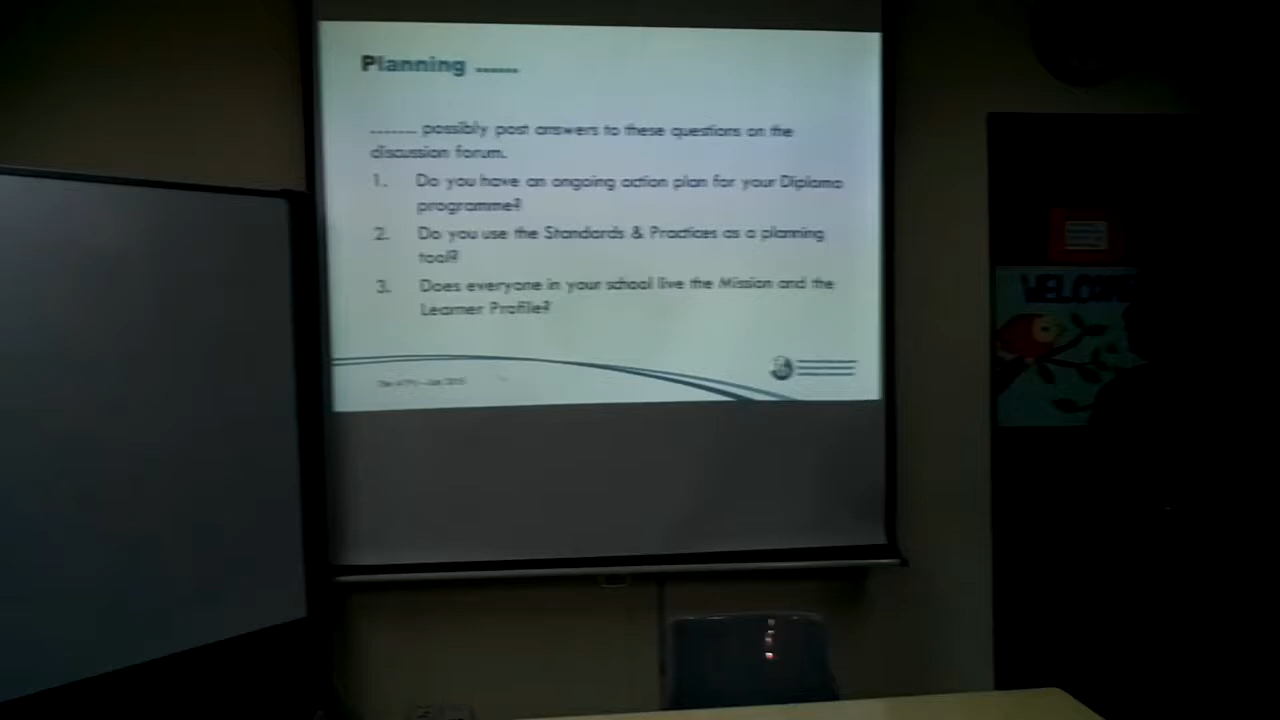 Planning ......
....... possibly post answers to these questions on the
discussion forum.
1. Do you have an ongoing action plan for your Diploma
programme?
2. Do you use the Standards & Practices as a planning
tool?
3. Does everyone in your school live the Mission and the
Learner Profile?
WELCOME